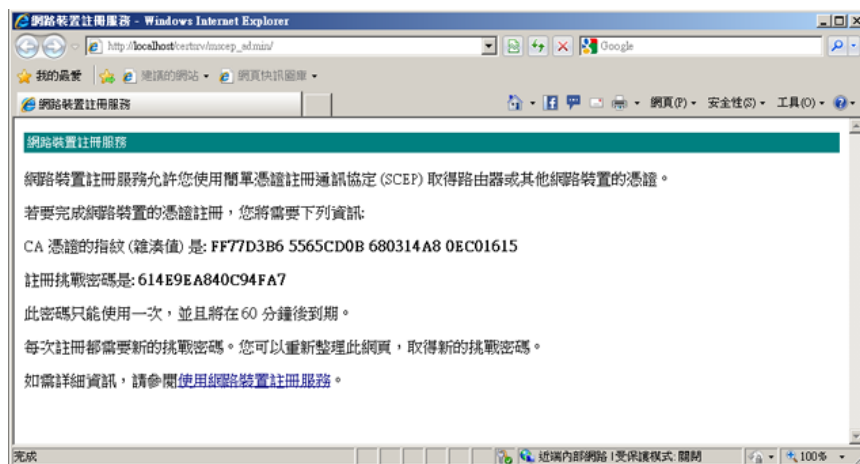 網路裝置註冊服務 - Windows Internet Explorer
http://localhost/certsrv/mscep_admin/
Google
我的最愛 建議的網站 網頁快訊圖庫
網路裝置註冊服務 網頁(P) 安全性(S) 工具(O)
網路裝置註冊服務
網路裝置註冊服務允許您使用簡單憑證註冊通訊協定 (SCEP) 取得路由器或其他網路裝置的憑證。
若要完成網路裝置的憑證註冊,您將需要下列資訊:
CA 憑證的指紋 (雜湊值) 是: FF77D3B6 5565CD0B 680314A8 0EC01615
註冊挑戰密碼是: 614E9EA840C94FA7
此密碼只能使用一次,並且將在 60 分鐘後到期。
每次註冊都需要新的挑戰密碼。您可以重新整理此網頁,取得新的挑戰密碼。
如需詳細資訊,請參閱使用網路裝置註冊服務。
完成 近端內部網路 | 受保護模式: 關閉 100%